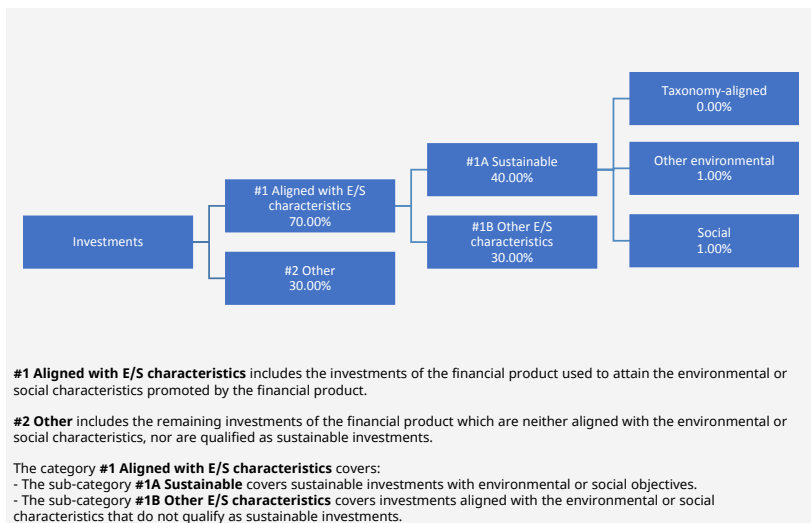 Taxonomy-aligned
0.00%
#1A Sustainable
40.00%
Other environmental
1.00%
#1 Aligned with E/S
characteristics
70.00%
#1B Other E/S
characteristics
30.00%
Social
1.00%
Investments
#2 Other
30.00%
#1 Aligned with E/S characteristics includes the investments of the financial product used to attain the environmental or
social characteristics promoted by the financial product.
#2 Other includes the remaining investments of the financial product which are neither aligned with the environmental or
social characteristics, nor are qualified as sustainable investments.
The category #1 Aligned with E/S characteristics covers:
- The sub-category #1A Sustainable covers sustainable investments with environmental or social objectives.
- The sub-category #1B Other E/S characteristics covers investments aligned with the environmental or social
characteristics that do not qualify as sustainable investments.